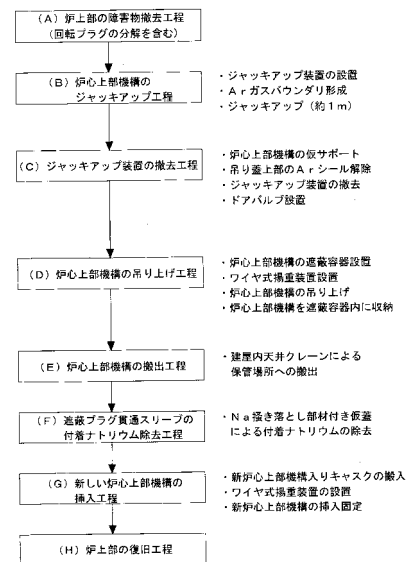 (A)炉上部の障害物撤去工程
(回転プラグの分解を含む)
(B)炉心上部機構の
ジャッキアップ工程
・ジャッキアップ装置の設置
・Arガスバウンダリ形成
・ジャッキアップ(約1m)
(C)ジャッキアップ装置の撤去工程
・炉心上部機構の仮サポート
・吊り蓋上部のArシール解除
・ジャッキアップ装置の撤去
・ドアバルブ設置
(D)炉心上部機構の吊り上げ工程
・炉心上部機構の遮蔽容器設置
・ワイヤ式揚重装置設置
・炉心上部機構の吊り上げ
・炉心上部機構を遮蔽容器内に収納
(E)炉心上部機構の搬出工程
・建屋内天井クレーンによる
保管場所への搬出
(F)遮蔽プラグ貫通スリーブの
付着ナトリウム除去工程
・Na掻き落とし部材付き仮蓋
による付着ナトリウムの除去
(G)新しい炉心上部機構の
挿入工程
・新炉心上部機構入りキャスクの搬入
・ワイヤ式揚重装置の設置
・新炉心上部機構の挿入固定
(H)炉上部の復旧工程